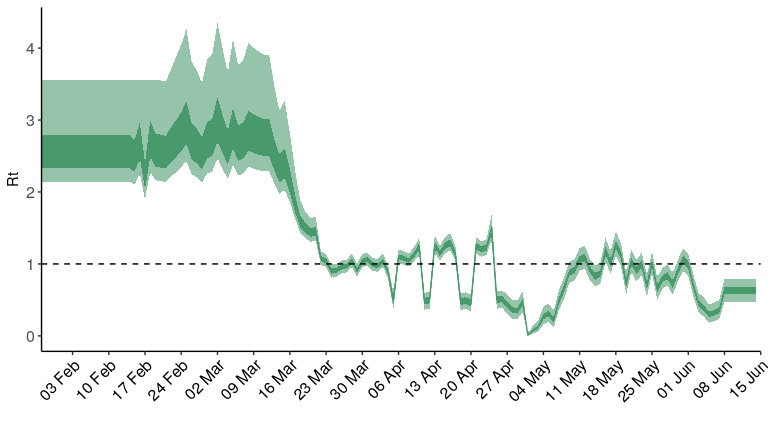 4
3
2
1
0
Rt
03 Feb
10 Feb
17 Feb
24 Feb
02 Mar
09 Mar
16 Mar
23 Mar
30 Mar
06 Apr
13 Apr
20 Apr
27 Apr
04 May
11 May
18 May
25 May
01 Jun
08 Jun
15 Jun